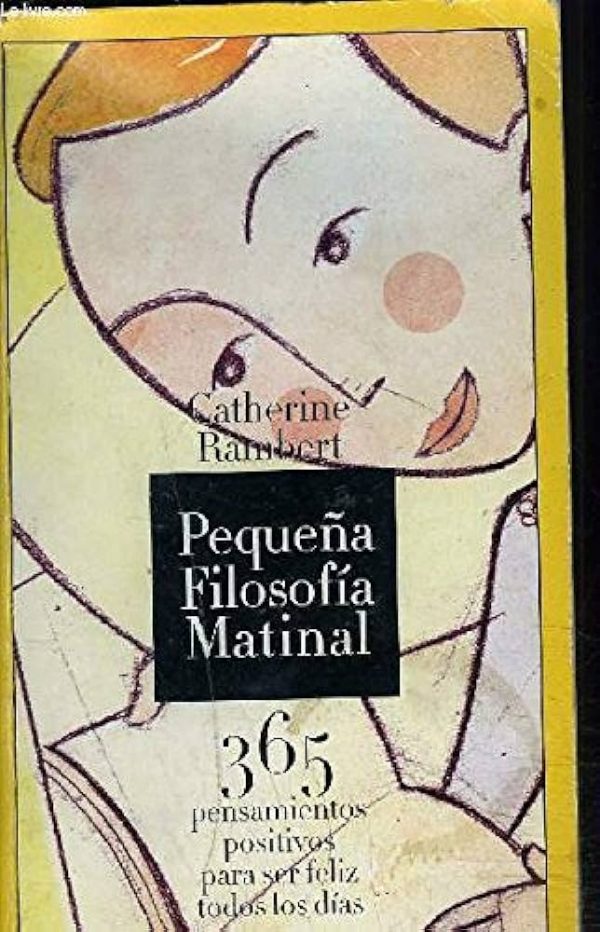 Le-livre.com
Catherine
Rambert
Pequeña
Filosofía
Matinal
365
pensamientos
positivos
para ser feliz
todos los días